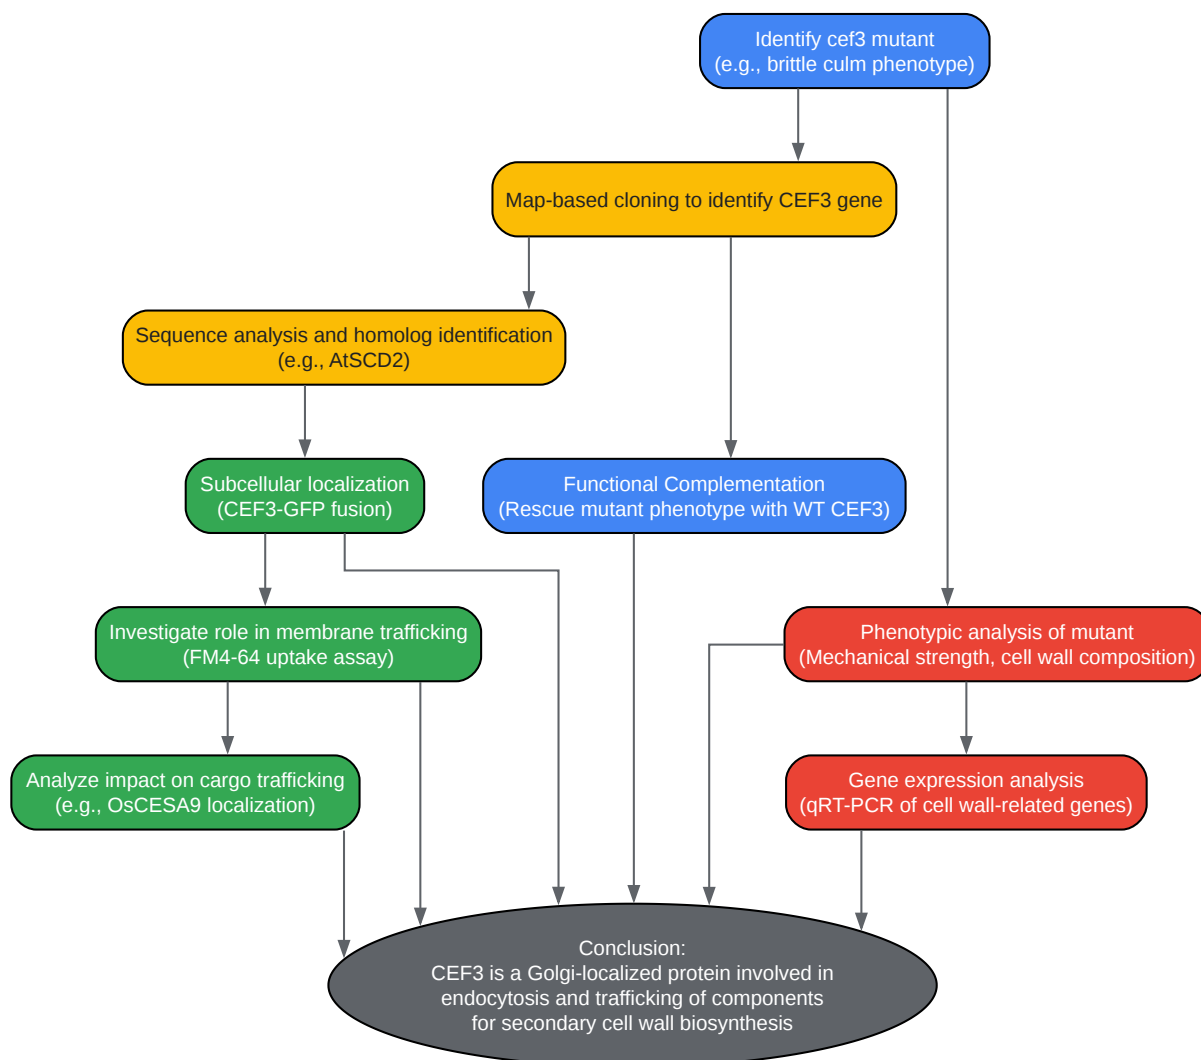 Identify cef3 mutant
(e.g., brittle culm phenotype)
Map-based cloning to identify CEF3 gene
Sequence analysis and homolog identification
(e.g., AtSCD2)
Subcellular localization
(CEF3-GFP fusion)
Functional Complementation
(Rescue mutant phenotype with WT CEF3)
Investigate role in membrane trafficking
(FM4-64 uptake assay)
Phenotypic analysis of mutant
(Mechanical strength, cell wall composition)
Analyze impact on cargo trafficking
(e.g., OsCESA9 localization)
Gene expression analysis
(qRT-PCR of cell wall-related genes)
Conclusion:
CEF3 is a Golgi-localized protein involved in
endocytosis and trafficking of components
for secondary cell wall biosynthesis